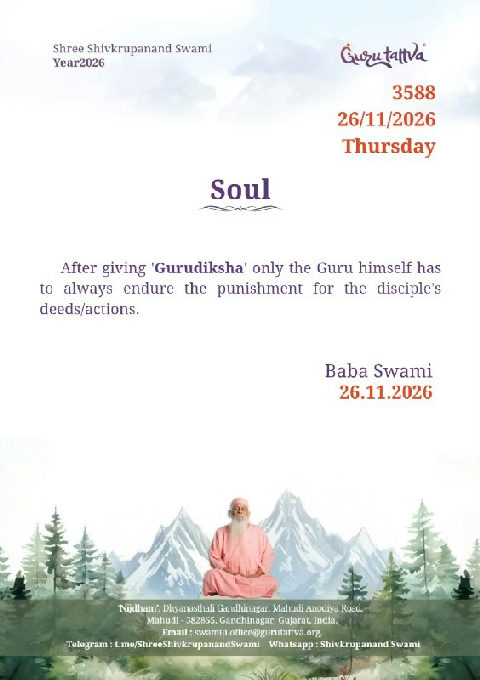 Shree Shivkrupanand Swami
Year2026
Gurutattva
3588
26/11/2026
Thursday
Soul
After giving 'Gurudiksha' only the Guru himself has
to always endure the punishment for the disciple's
deeds/actions.
Baba Swami
26.11.2026
'Nijdham', Dhyanasthali Gandhinagar, Mahudi Anodiya Road,
Mahudi - 382855, Gandhinagar, Gujarat, India.
Email : swamiji.office@gurutattva.org,
Telegram : t.me/ShreeShivkrupanandSwami Whatsapp : Shivkrupanand Swami